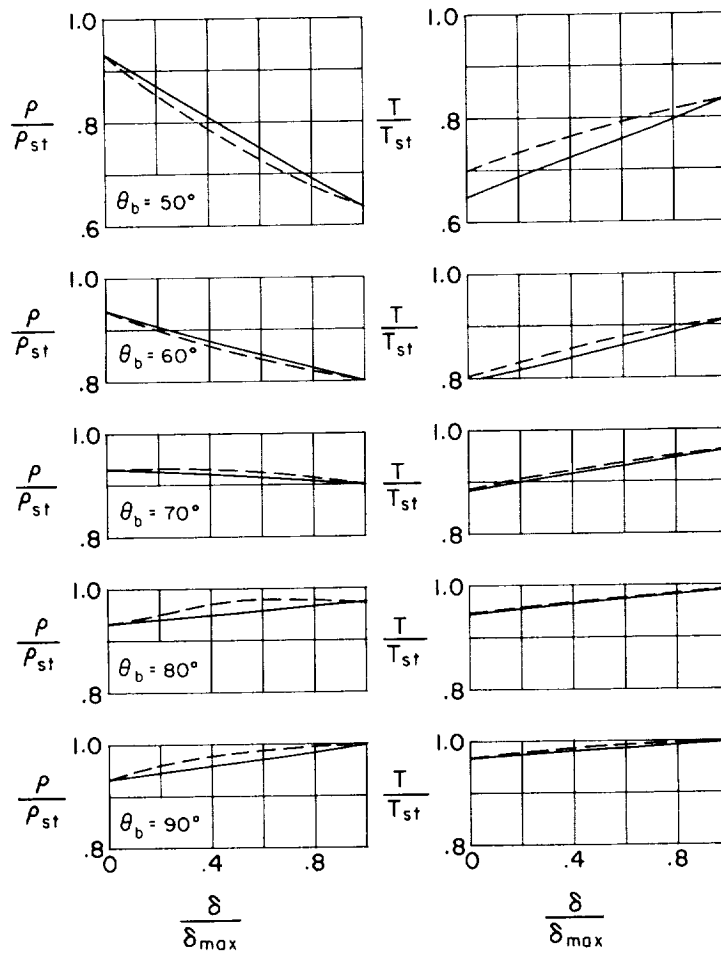 1.0 1.0
ρ/ρst .8 T/Tst .8
.6 θb = 50° .6
1.0 1.0
ρ/ρst T/Tst
.8 θb = 60° .8
1.0 1.0
ρ/ρst T/Tst
.8 θb = 70° .8
1.0 1.0
ρ/ρst T/Tst
.8 θb = 80° .8
1.0 1.0
ρ/ρst T/Tst
.8 θb = 90° .8
0 .4 .8 0 .4 .8
δ/δmax δ/δmax